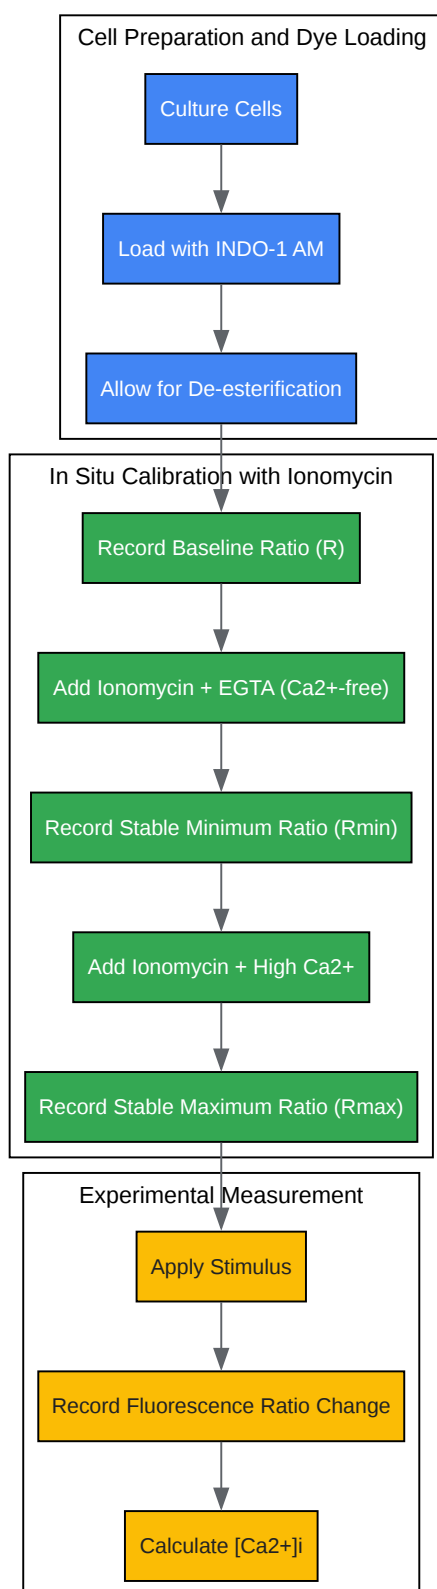 Cell Preparation and Dye Loading
Culture Cells
Load with INDO-1 AM
Allow for De-esterification
In Situ Calibration with Ionomycin
Record Baseline Ratio (R)
Add Ionomycin + EGTA (Ca2+-free)
Record Stable Minimum Ratio (Rmin)
Add Ionomycin + High Ca2+
Record Stable Maximum Ratio (Rmax)
Experimental Measurement
Apply Stimulus
Record Fluorescence Ratio Change
Calculate [Ca2+]i